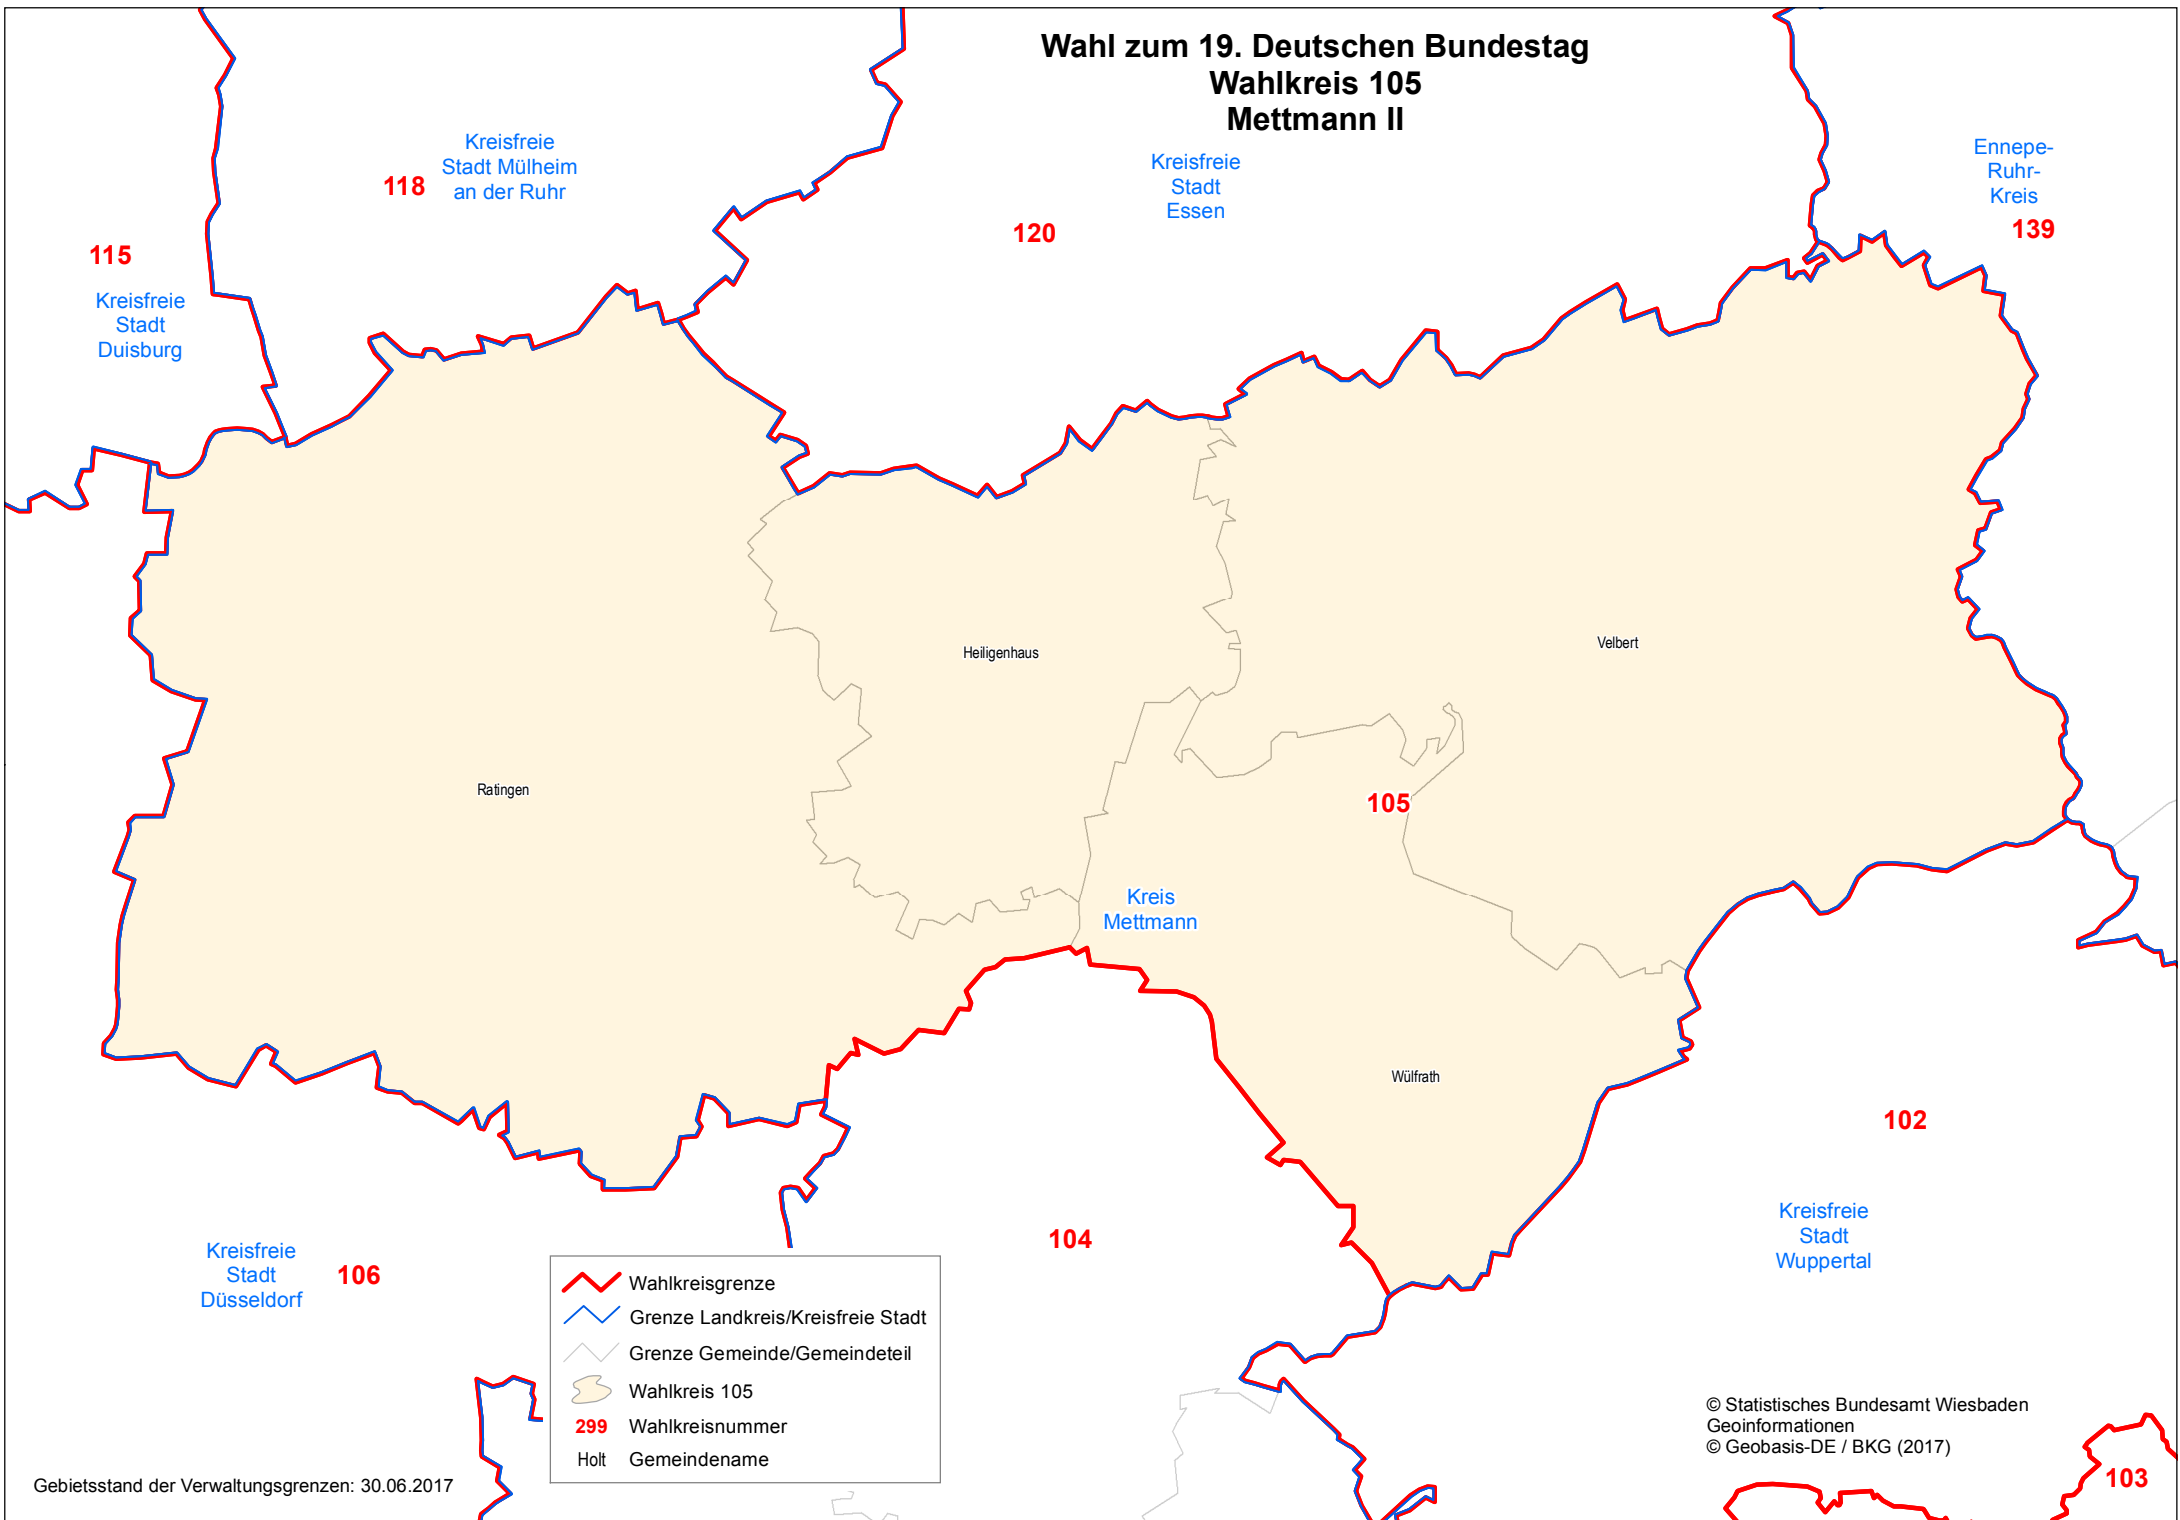 Wahl zum 19. Deutschen Bundestag
Wahlkreis 105
Mettmann II
Kreisfreie
Stadt Mülheim
an der Ruhr
118
Kreisfreie
Stadt
Essen
120
Ennepe-
Ruhr-
Kreis
139
115
Kreisfreie
Stadt
Duisburg
Heiligenhaus
Velbert
Ratingen
105
Kreis
Mettmann
Wülfrath
102
Kreisfreie
Stadt
Wuppertal
104
Kreisfreie
Stadt
Düsseldorf
106
Wahlkreisgrenze
Grenze Landkreis/Kreisfreie Stadt
Grenze Gemeinde/Gemeindeteil
Wahlkreis 105
299 Wahlkreisnummer
Holt Gemeindename
© Statistisches Bundesamt Wiesbaden
Geoinformationen
© Geobasis-DE / BKG (2017)
103
Gebietsstand der Verwaltungsgrenzen: 30.06.2017